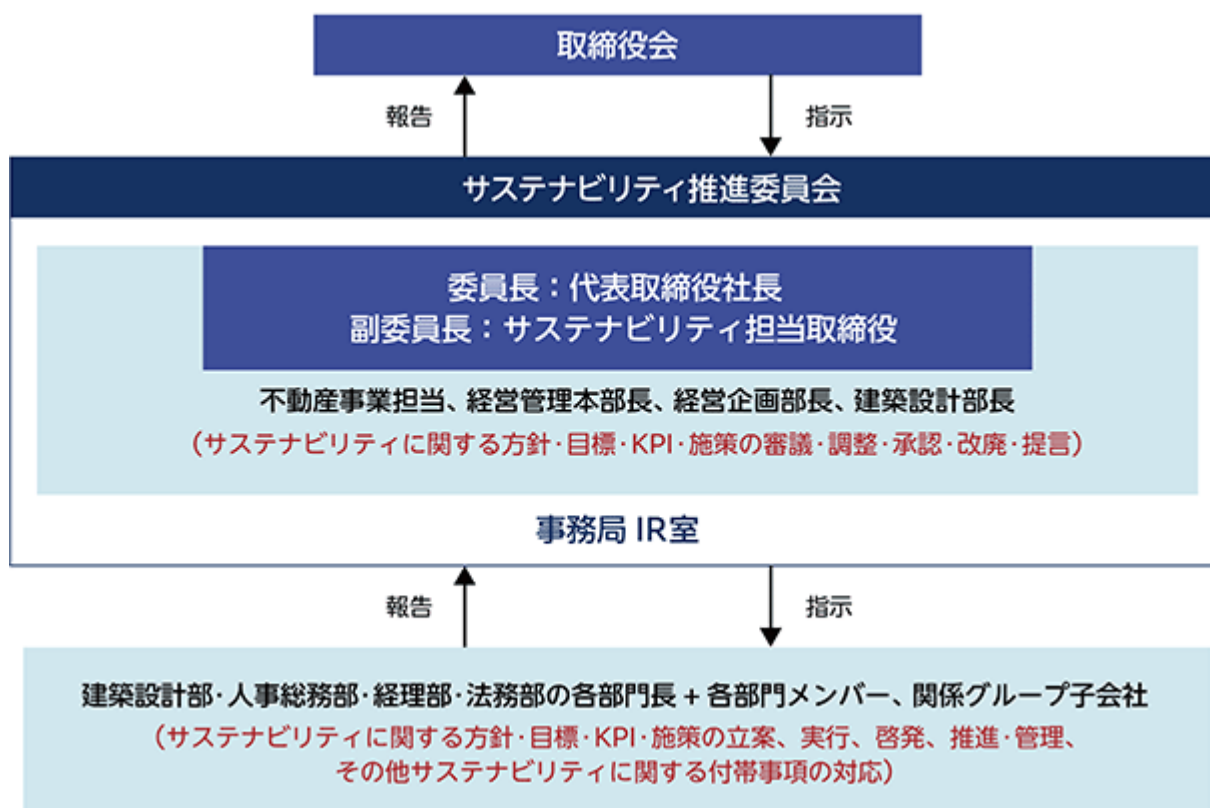 取締役会
報告
指示
サステナビリティ推進委員会
委員長：代表取締役社長
副委員長：サステナビリティ担当取締役
不動産事業担当、経営管理本部長、経営企画部長、建築設計部長
（サステナビリティに関する方針・目標・KPI・施策の審議・調整・承認・改廃・提言）
事務局 IR室
報告
指示
建築設計部・人事総務部・経理部・法務部の各部門長 + 各部門メンバー、関係グループ子会社
（サステナビリティに関する方針・目標・KPI・施策の立案、実行、啓発、推進・管理、
その他サステナビリティに関する付帯事項の対応）